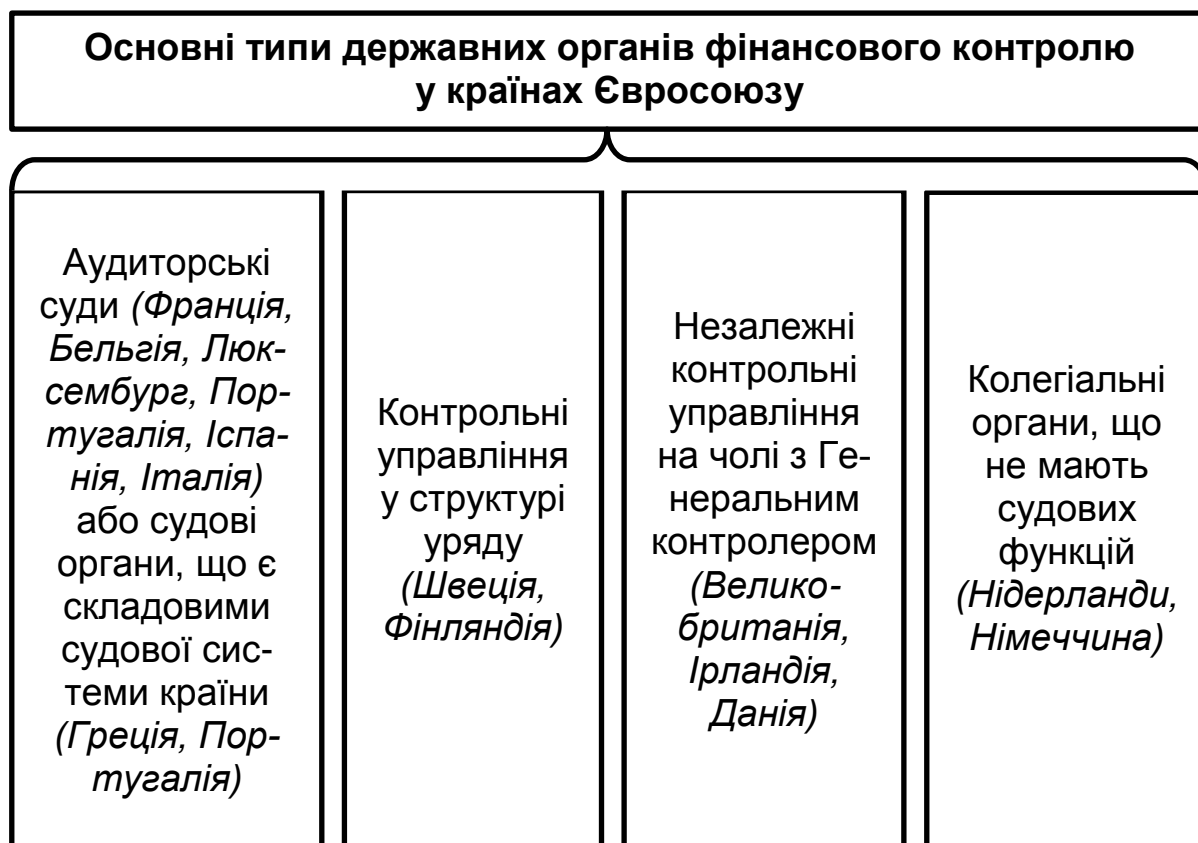 Основні типи державних органів фінансового контролю
у країнах Євросоюзу
Аудиторські
суди (Франція,
Бельгія, Люк-
сембург, Пор-
тугалія, Іспа-
нія, Італія)
або судові
органи, що є
складовими
судової сис-
теми країни
(Греція, Пор-
тугалія)
Контрольні
управління
у структурі
уряду
(Швеція,
Фінляндія)
Незалежні
контрольні
управління
на чолі з Ге-
неральним
контролером
(Велико-
британія,
Ірландія,
Данія)
Колегіальні
органи, що
не мають
судових
функцій
(Нідерланди,
Німеччина)